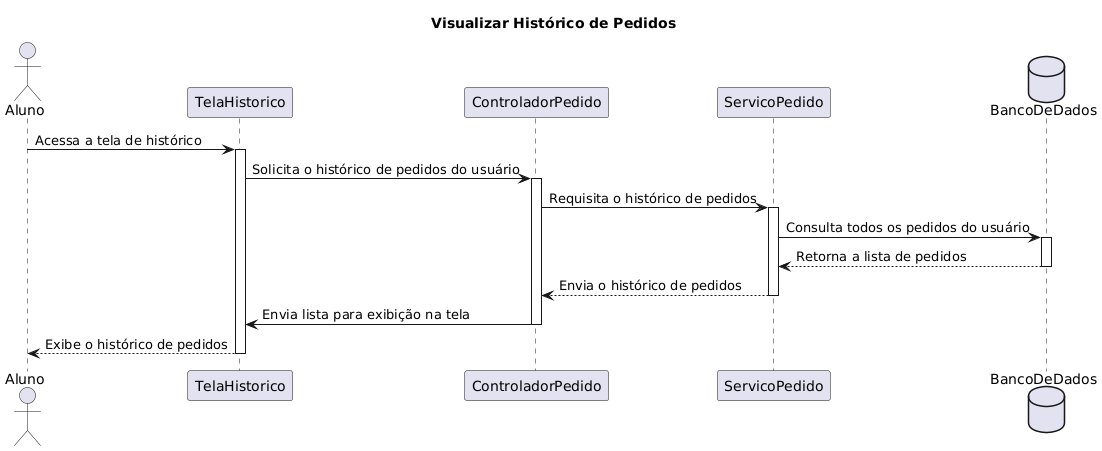 Visualizar Histórico de Pedidos
Aluno
TelaHistorico
ControladorPedido
ServicoPedido
BancoDeDados
Acessa a tela de histórico
Solicita o histórico de pedidos do usuário
Requisita o histórico de pedidos
Consulta todos os pedidos do usuário
Retorna a lista de pedidos
Envia o histórico de pedidos
Envia lista para exibição na tela
Exibe o histórico de pedidos
Aluno
TelaHistorico
ControladorPedido
ServicoPedido
BancoDeDados